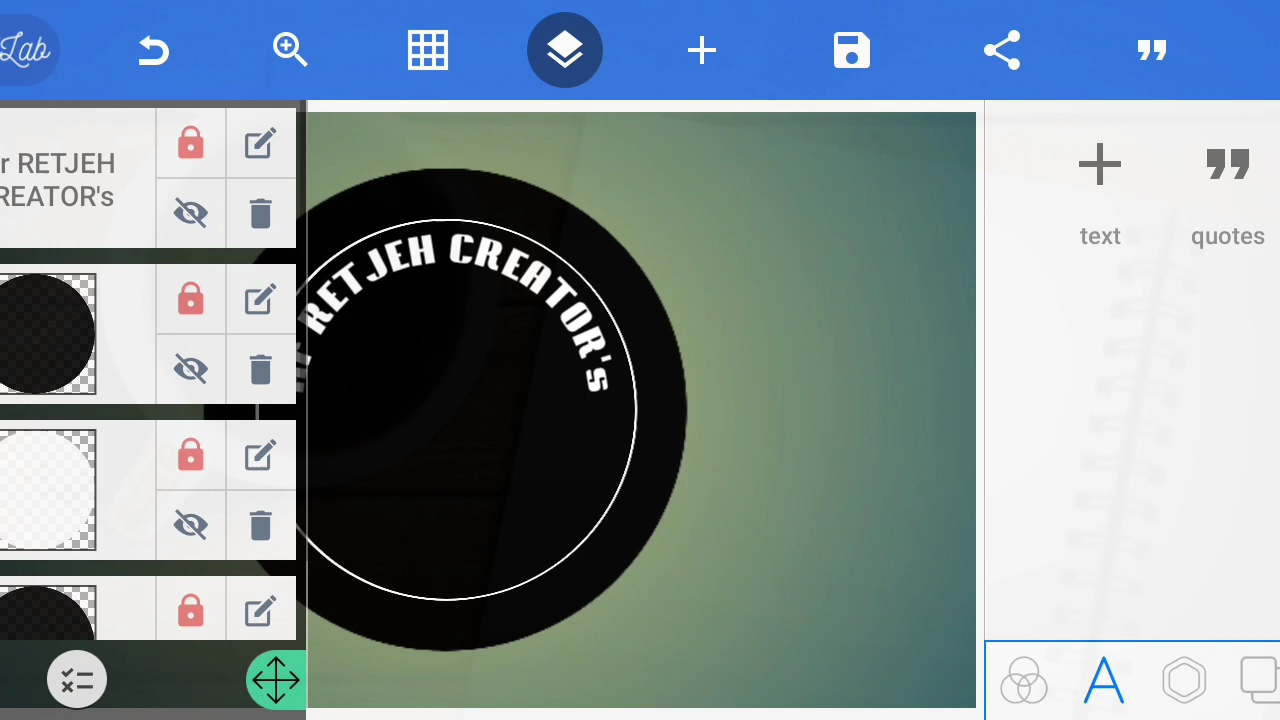 Lab
r RETJEH
REATOR's
RETJEH CREATOR's
text
quotes